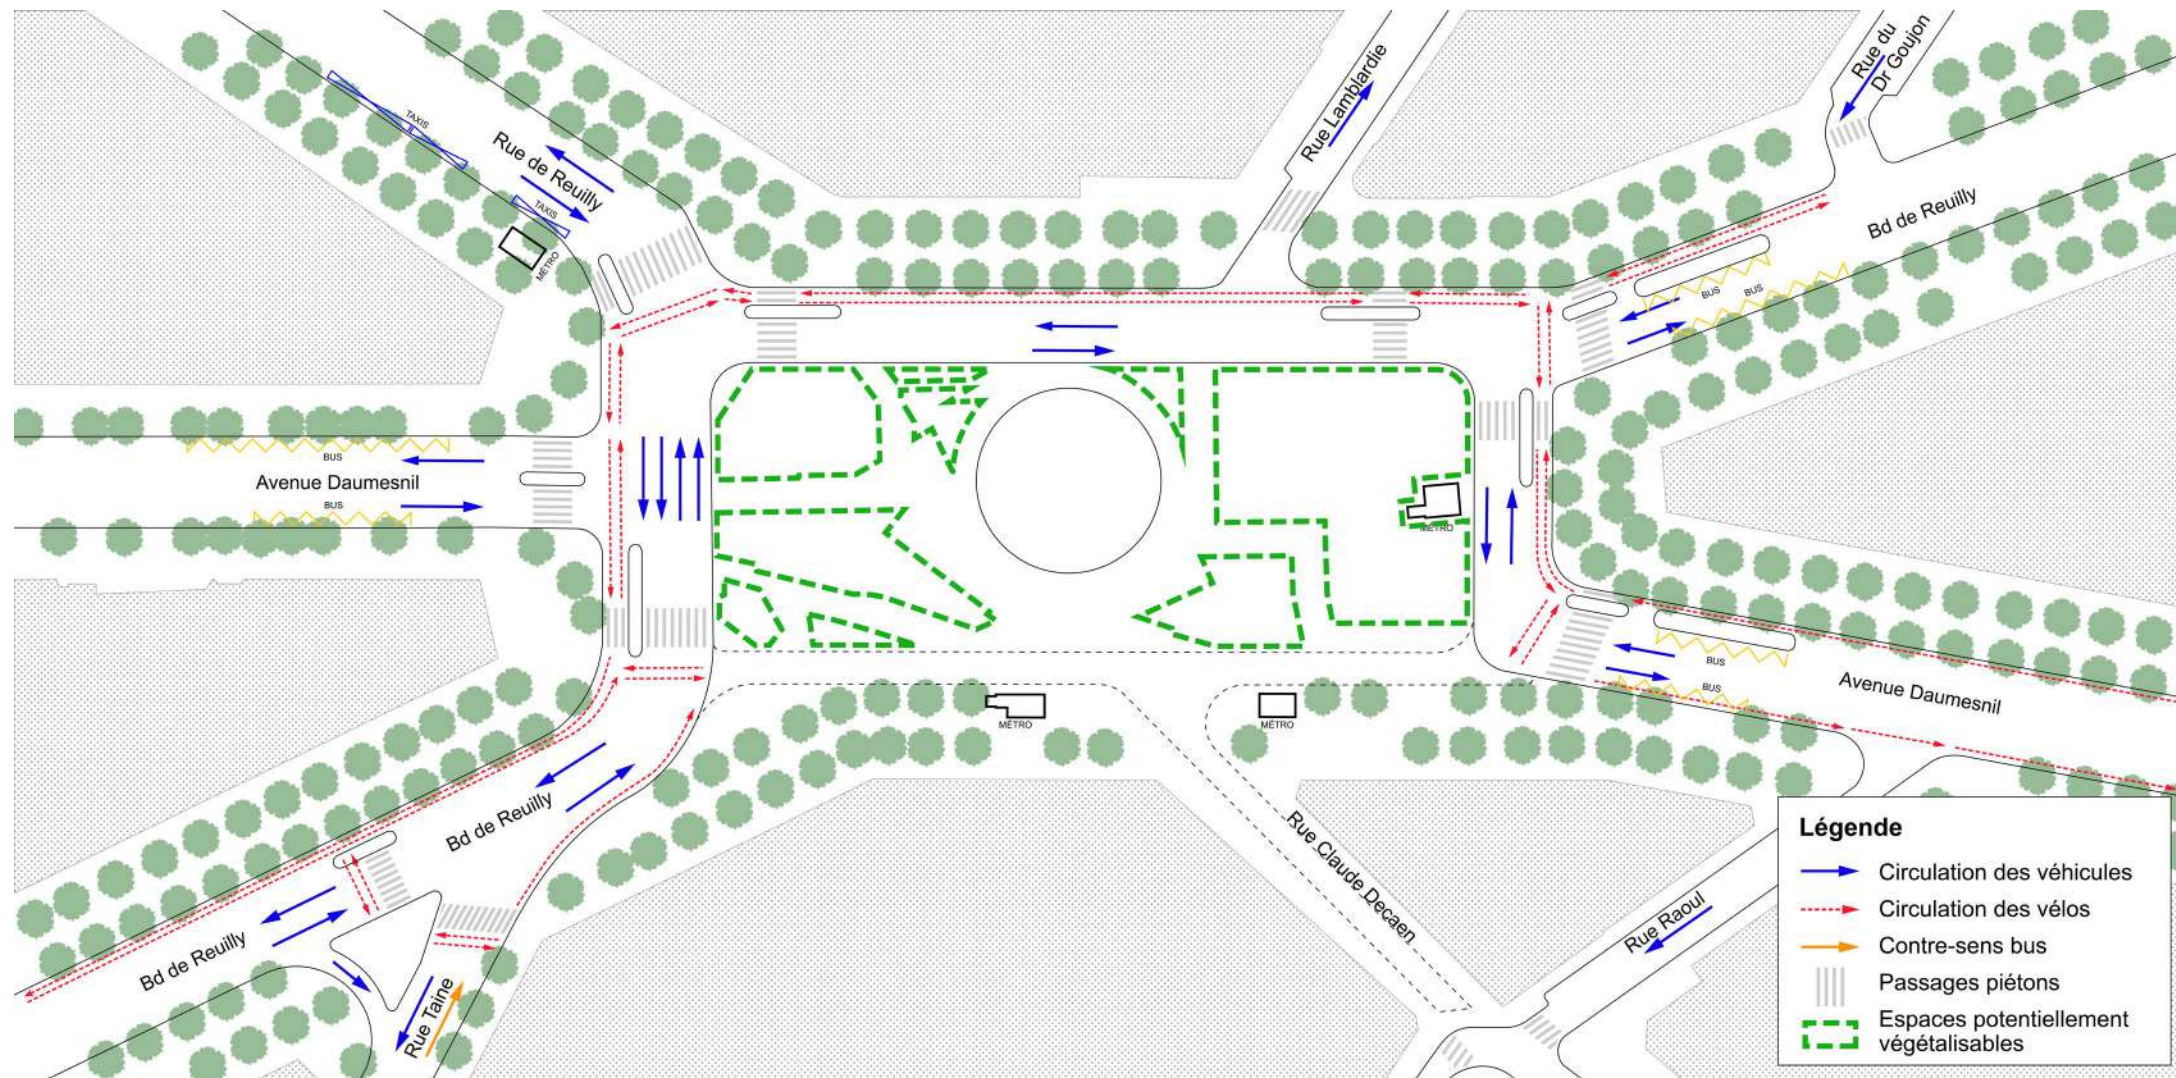 TAXIS
Rue de Reuilly
TAXIS
MÉTRO
Rue Lamblardie
Rue du
Dr Goujon
Bd de Reuilly
BUS
BUS
BUS
Avenue Daumesnil
BUS
MÉTRO
BUS
BUS
Avenue Daumesnil
MÉTRO
MÉTRO
Bd de Reuilly
Bd de Reuilly
Rue Taine
Rue Claude Decaen
Rue Raoul
Légende
Circulation des véhicules
Circulation des vélos
Contre-sens bus
Passages piétons
Espaces potentiellement
végétalisables